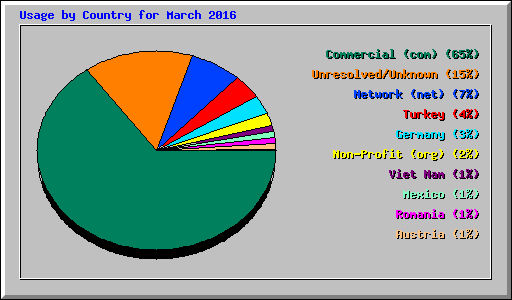 Usage by Country for March 2016
Commercial (com) (65%)
Unresolved/Unknown (15%)
Network (net) (7%)
Turkey (4%)
Germany (3%)
Non-Profit (org) (2%)
Viet Nam (1%)
Mexico (1%)
Romania (1%)
Austria (1%)